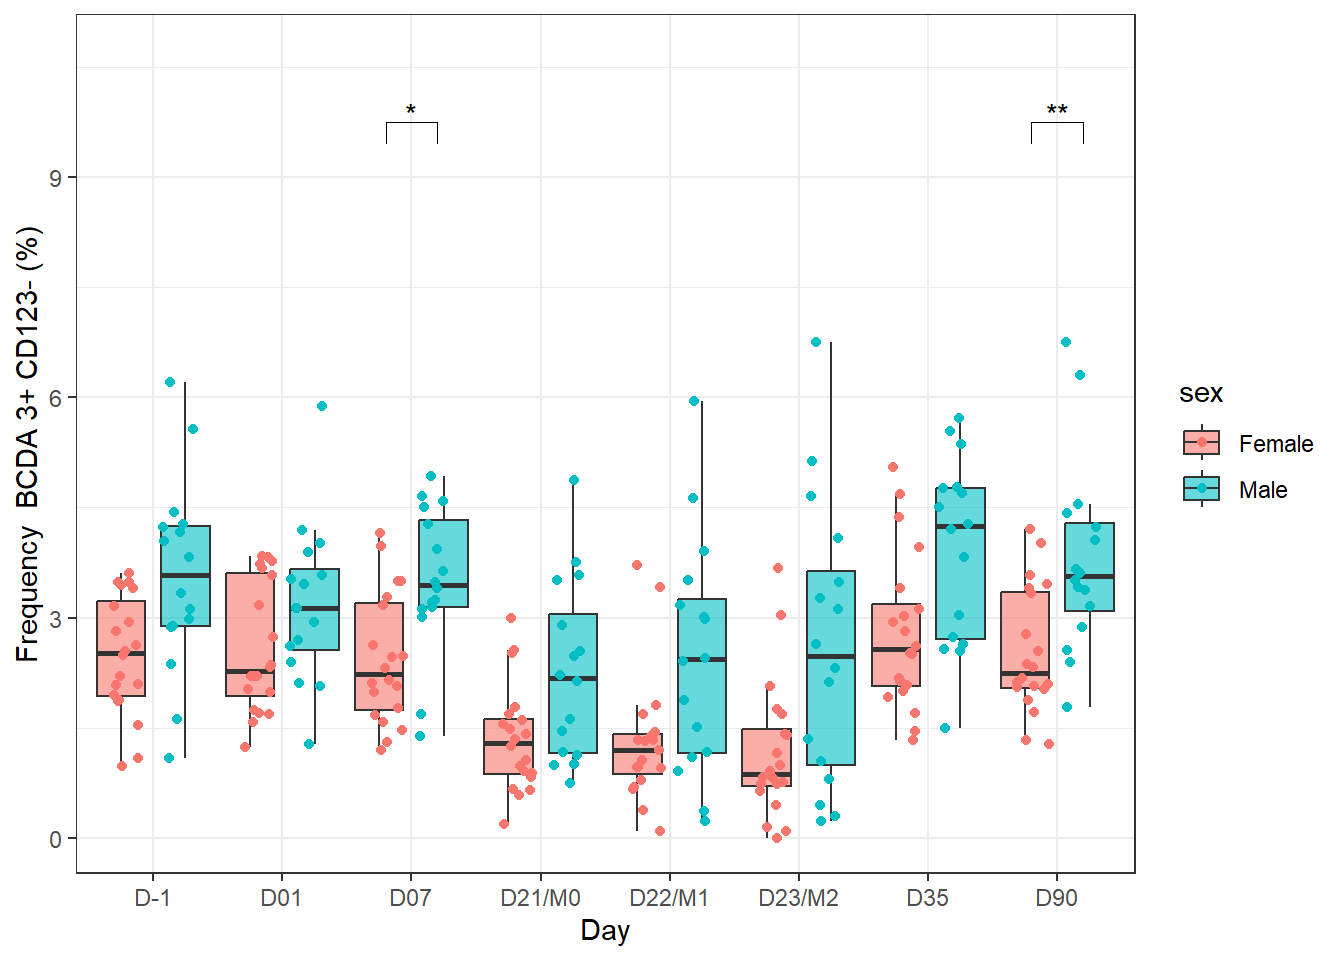 * **
9
6
3
0
Frequency BCDA 3+ CD123- (%)
D-1 D01 D07 D21/M0 D22/M1 D23/M2 D35 D90
Day
sex
Female
Male